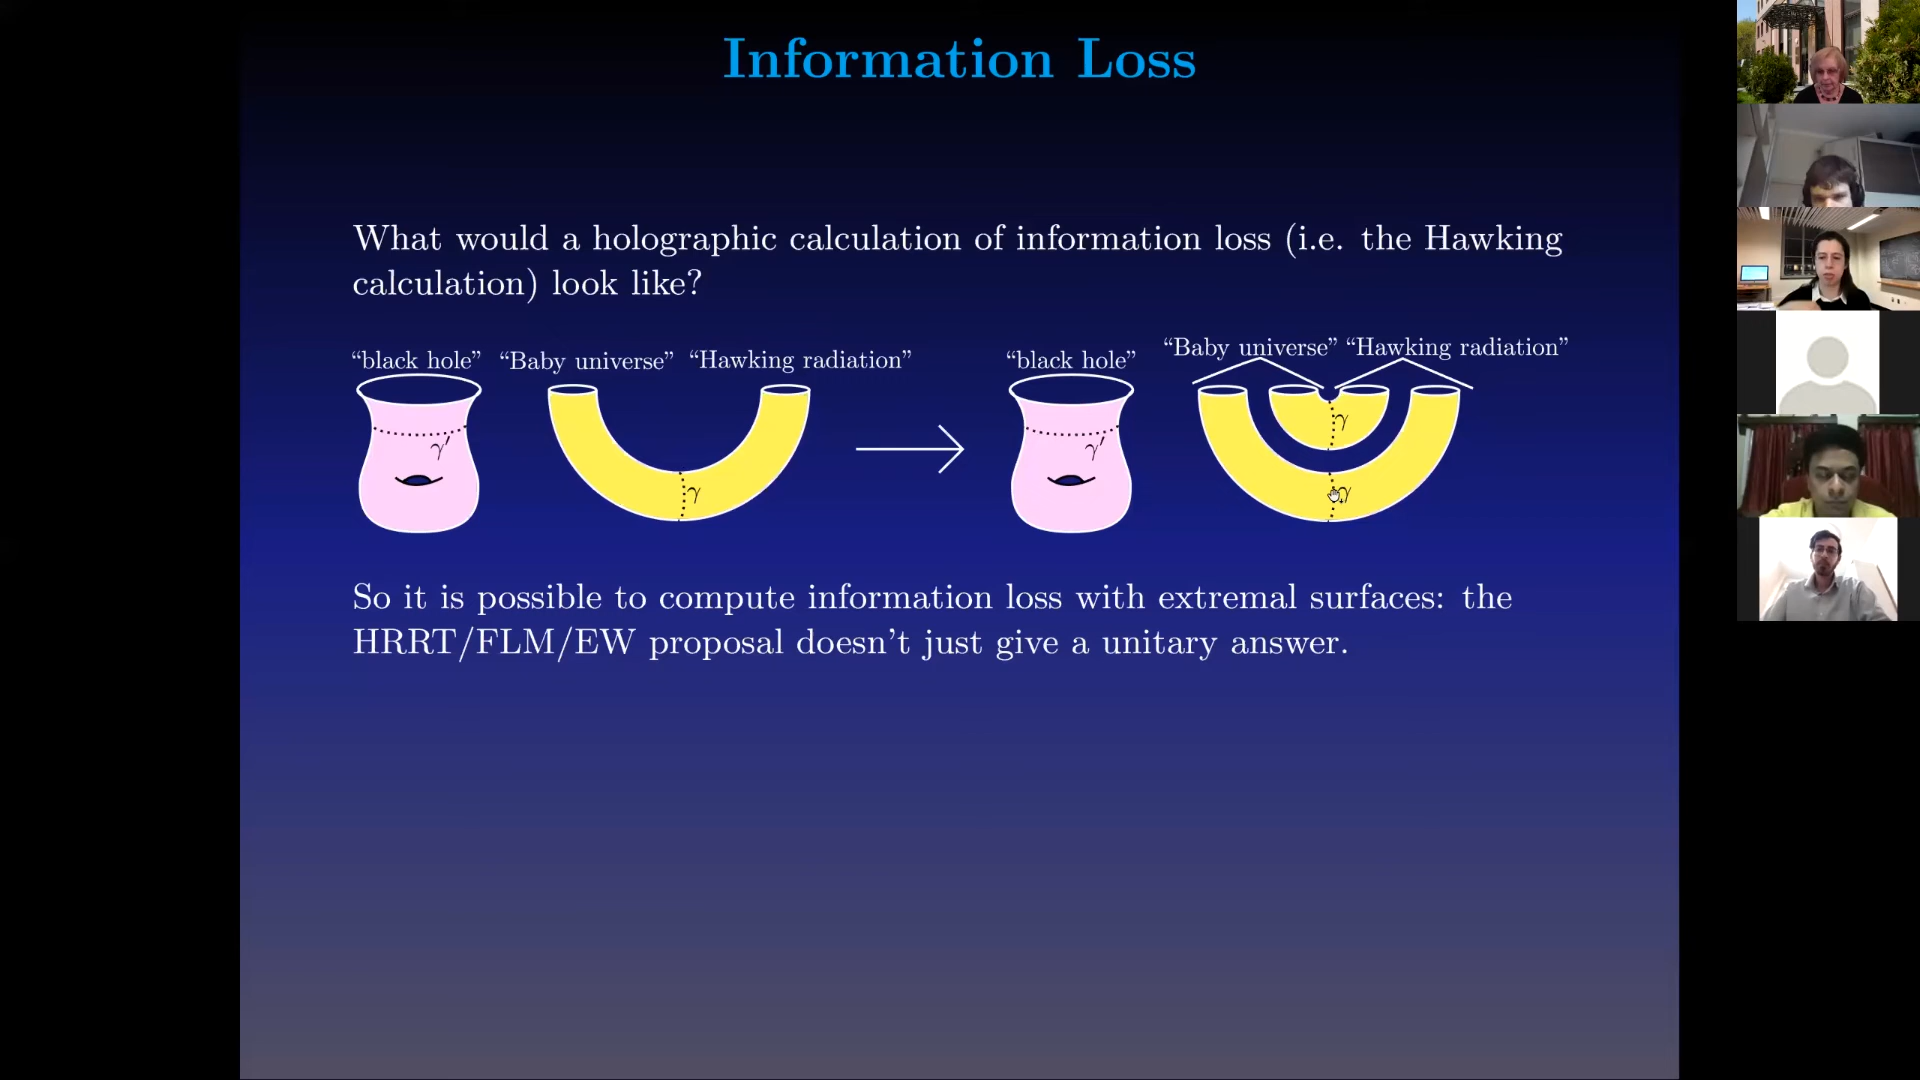 Information Loss
What would a holographic calculation of information loss (i.e. the Hawking
calculation) look like?
“black hole” “Baby universe” “Hawking radiation”
γ′
γ
“black hole” “Baby universe” “Hawking radiation”
γ′
γ
γ
So it is possible to compute information loss with extremal surfaces: the
HRRT/FLM/EW proposal doesn’t just give a unitary answer.